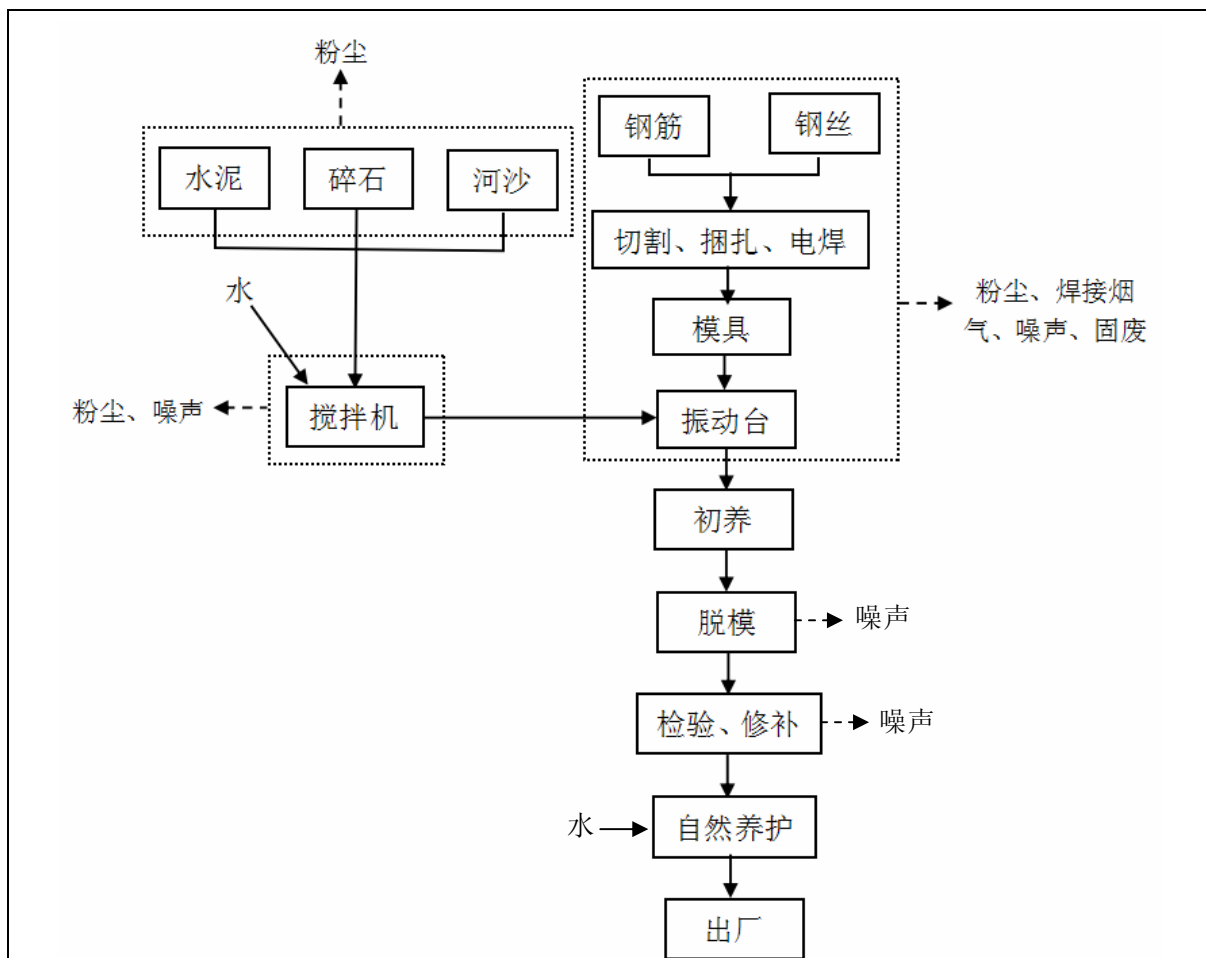 粉尘
钢筋
钢丝
水泥
碎石
河沙
切割、捆扎、电焊
水
粉尘、焊接烟
气、噪声、固废
模具
粉尘、噪声
搅拌机
振动台
初养
脱模
噪声
检验、修补
噪声
水
自然养护
出厂